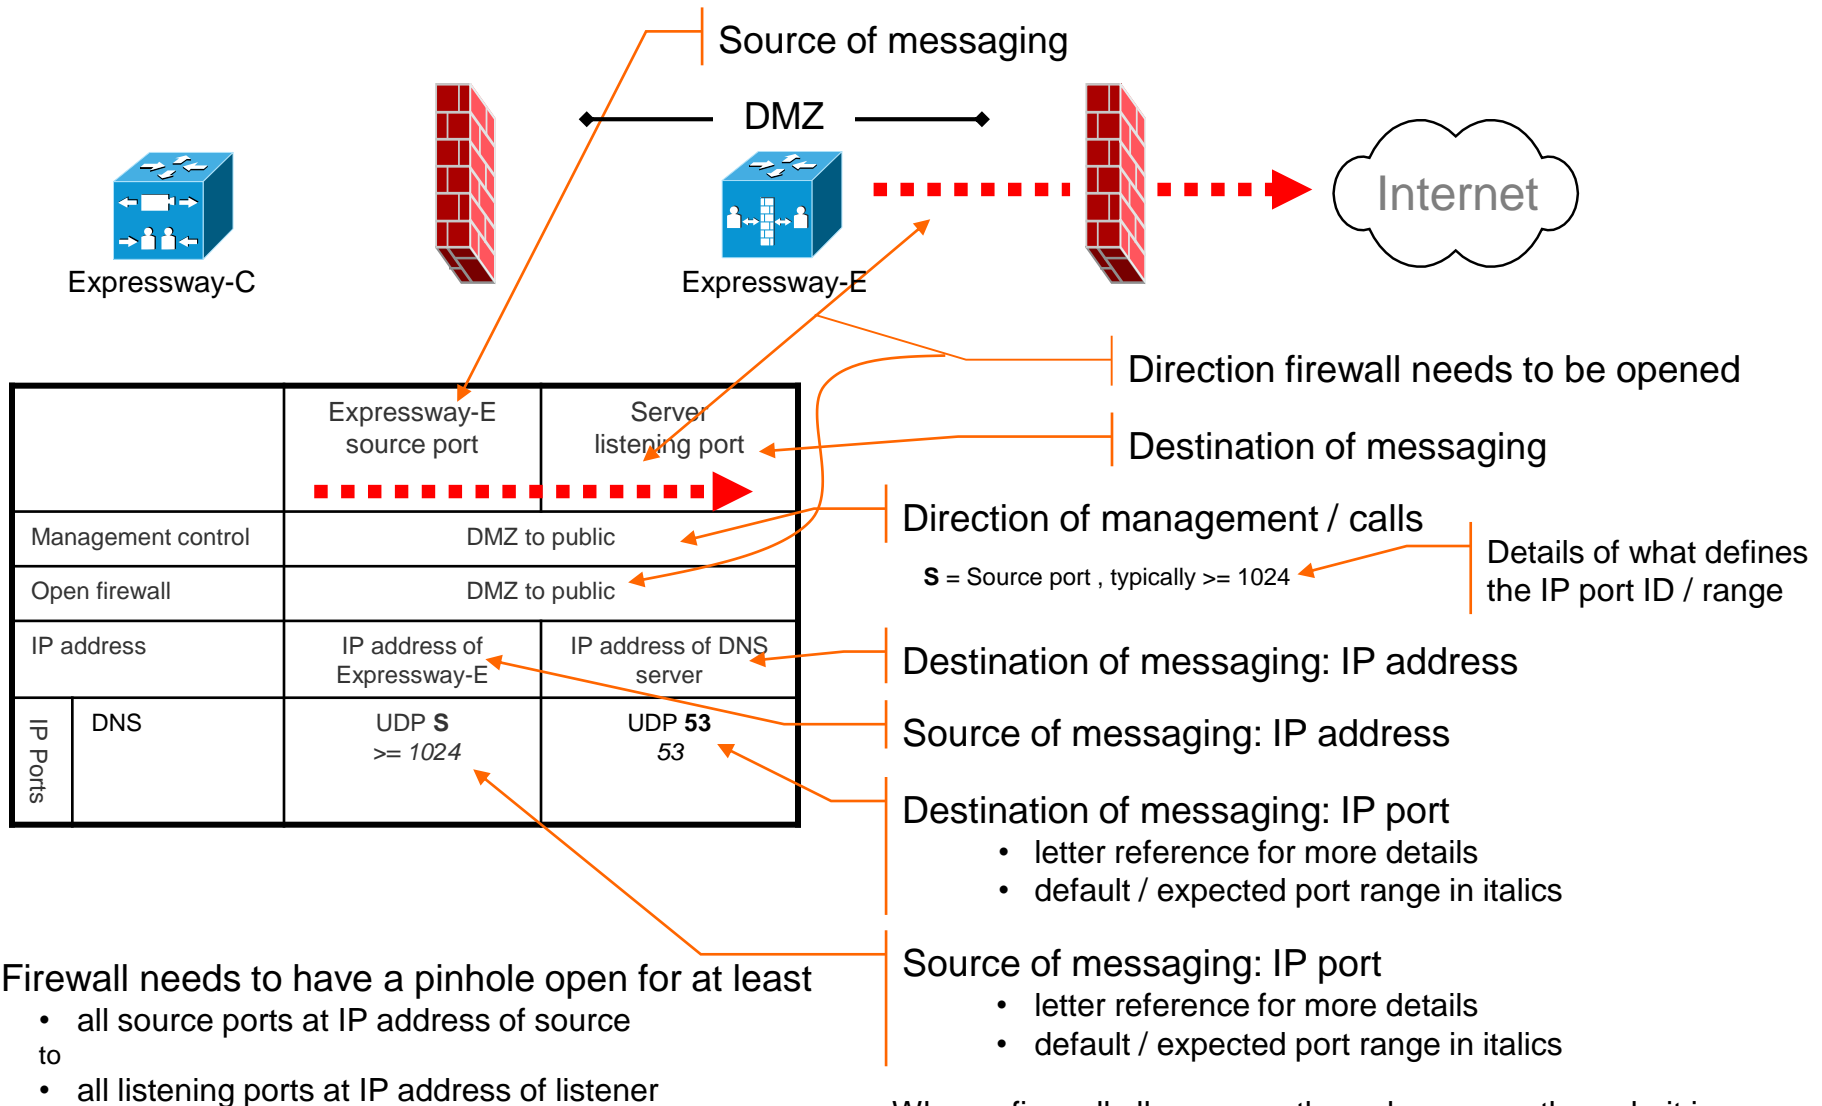 Source of messaging
DMZ
Internet
Expressway-C
Expressway-E
Direction firewall needs to be opened
Expressway-E
source port
Server
listening port
Destination of messaging
Management control
DMZ to public
Direction of management / calls
Details of what defines
the IP port ID / range
S = Source port , typically >= 1024
Open firewall
DMZ to public
IP address
IP address of
Expressway-E
IP address of DNS
server
Destination of messaging: IP address
IP Ports
DNS
UDP S
>= 1024
UDP 53
53
Source of messaging: IP address
Destination of messaging: IP port
• letter reference for more details
• default / expected port range in italics
Source of messaging: IP port
• letter reference for more details
• default / expected port range in italics
Firewall needs to have a pinhole open for at least
• all source ports at IP address of source
to
• all listening ports at IP address of listener